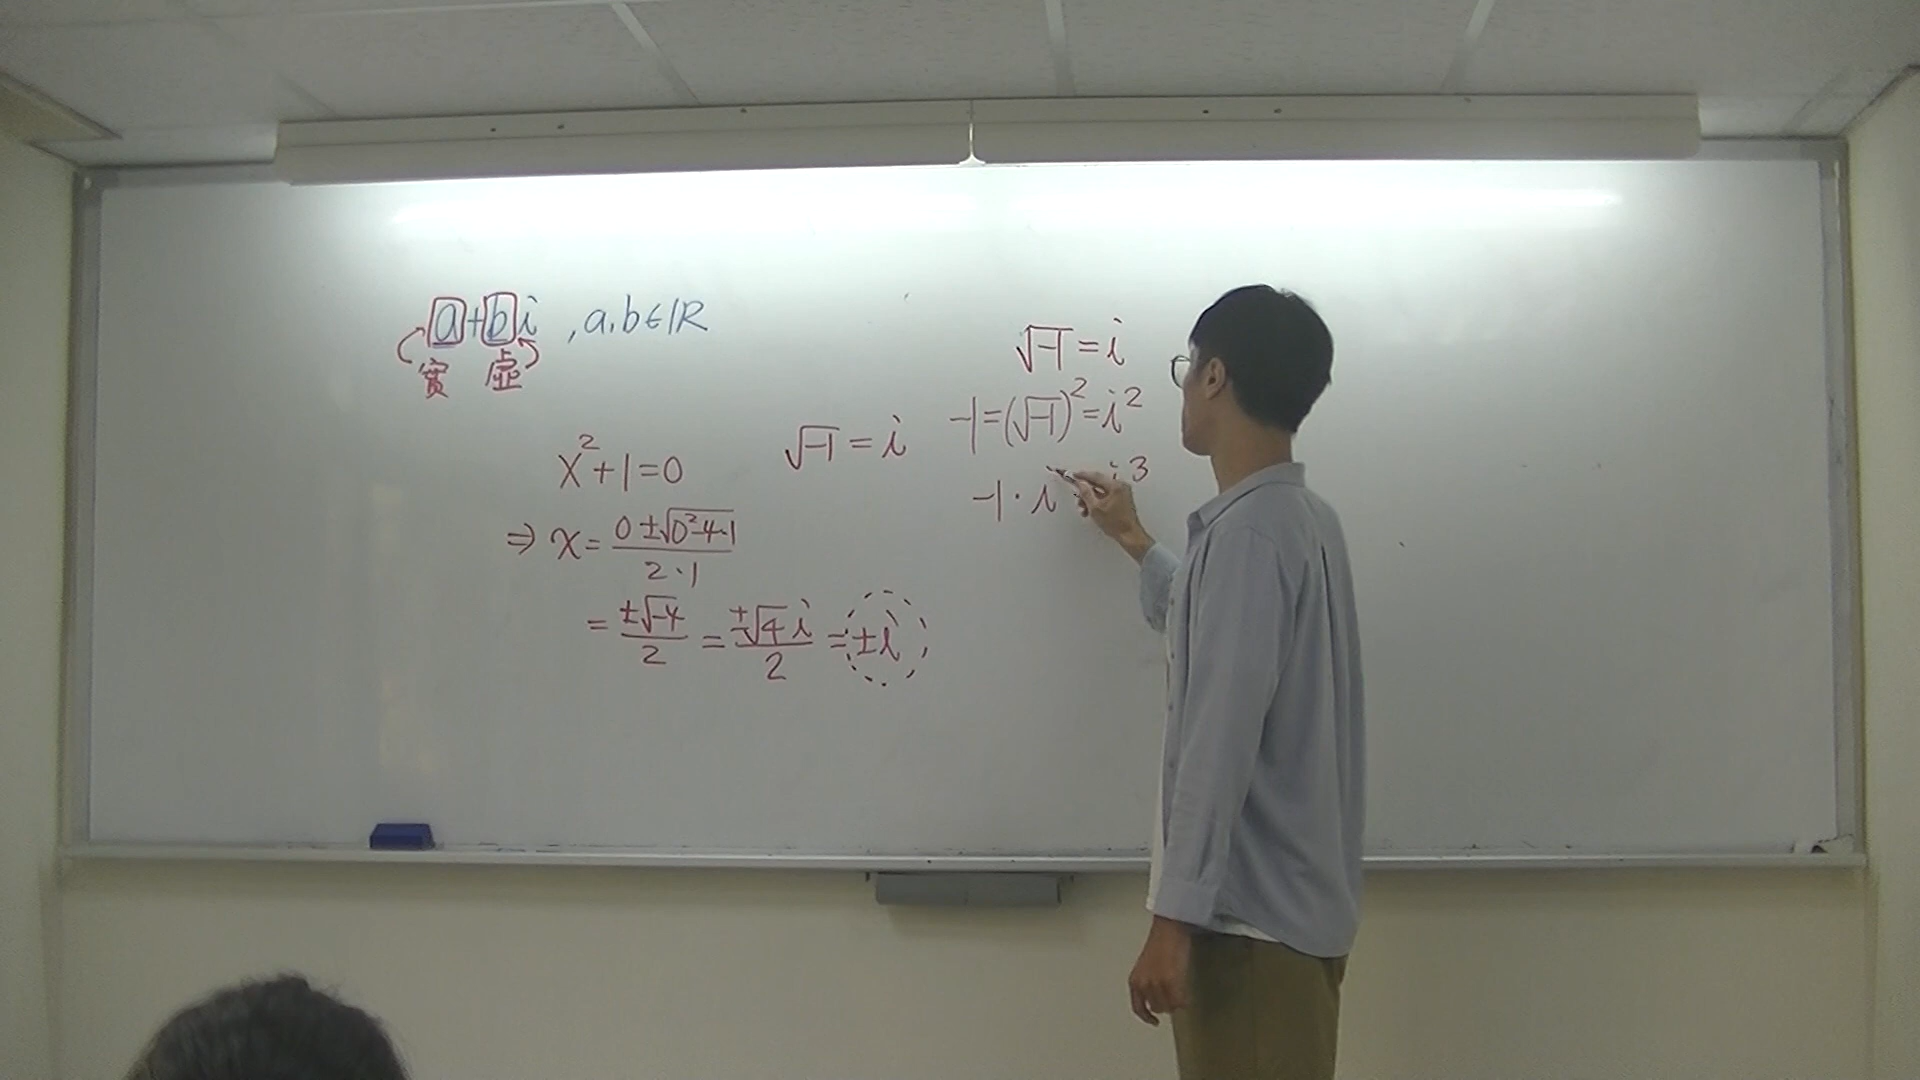 a+bi , a,b∈ℝ
實 虛
x²+1=0
⇒ x = (0±√(0²-4·1))/(2·1)
= ±√-4/2 = ±√4 i/2 = ±i
√-1 = i
√-1 = i
-1=(√-1)²=i²
-1·i i³